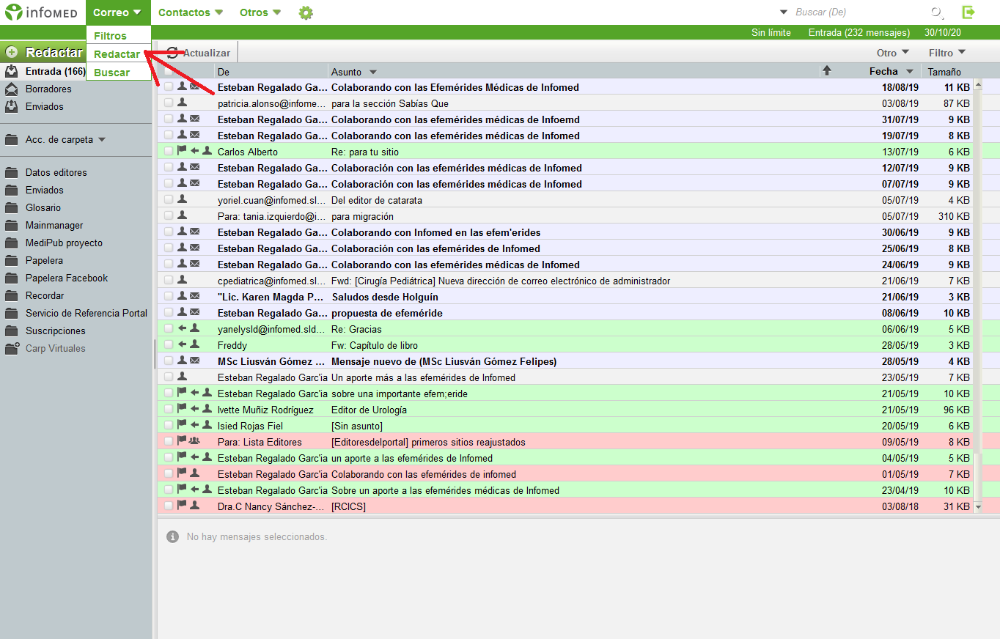 infOMED Correo Contactos Otros Buscar (De)
Filtros Sin límite Entrada (232 mensajes) 30/10/20
Redactar Redactar Actualizar Otro Filtro
Entrada (166) Buscar De Asunto Fecha Tamaño
Borradores
Enviados
Acc. de carpeta
Datos editores
Enviados
Glosario
Mainmanager
MediPub proyecto
Papelera
Papelera Facebook
Recordar
Servicio de Referencia Portal
Suscripciones
Carp Virtuales
Esteban Regalado Ga... Colaborando con las Efemérides Médicas de Infomed 18/08/19 11 KB
patricia.alonso@infome... para la sección Sabías Que 03/08/19 87 KB
Esteban Regalado Ga... Colaborando con las efemérides médicas de Infoemd 31/07/19 9 KB
Esteban Regalado Ga... Colaborando con las efemérides médicas de Infomed 19/07/19 8 KB
Carlos Alberto Re: para tu sitio 13/07/19 6 KB
Esteban Regalado Ga... Colaboración con las efemérides médicas de Infomed 12/07/19 9 KB
Esteban Regalado Ga... Colaboración con las efemérides médicas de Infomed 07/07/19 9 KB
yoriel.cuan@infomed.sl... Del editor de catarata 05/07/19 4 KB
Para: tania.izquierdo@i... para migración 05/07/19 310 KB
Esteban Regalado Ga... Colaborando con Infomed en las efem'erides 30/06/19 9 KB
Esteban Regalado Ga... Colaboración con las efemérides de Infomed 25/06/19 8 KB
Esteban Regalado Ga... Colaborando con las efemérides médicas de Infomed 24/06/19 9 KB
cpediatrica@infomed.sl... Fwd: [Cirugía Pediátrica] Nueva dirección de correo electrónico de administrador 21/06/19 7 KB
"Lic. Karen Magda P... Saludos desde Holguín 21/06/19 3 KB
Esteban Regalado Ga... propuesta de efeméride 08/06/19 10 KB
yanelysld@infomed.sld... Re: Gracias 06/06/19 5 KB
Freddy Fw: Capítulo de libro 28/05/19 3 KB
MSc Liusván Gómez ... Mensaje nuevo de (MSc Liusván Gómez Felipes) 28/05/19 4 KB
Esteban Regalado Garc'ia Un aporte más a las efemérides de Infomed 23/05/19 7 KB
Esteban Regalado Garc'ia sobre una importante efem;eride 21/05/19 10 KB
Ivette Muñiz Rodríguez Editor de Urología 21/05/19 96 KB
Isied Rojas Fiel [Sin asunto] 20/05/19 6 KB
Para: Lista Editores [Editoresdelportal] primeros sitios reajustados 09/05/19 8 KB
Esteban Regalado Garc'ia un aporte a las efemérides de Infomed 04/05/19 5 KB
Esteban Regalado Garc'ia Colaborando con las efemérides de infomed 01/05/19 7 KB
Esteban Regalado Garc'ia Sobre un aporte a las efemérides médicas de Infomed 23/04/19 10 KB
Dra.C Nancy Sánchez-... [RCICS] 03/08/18 31 KB
No hay mensajes seleccionados.